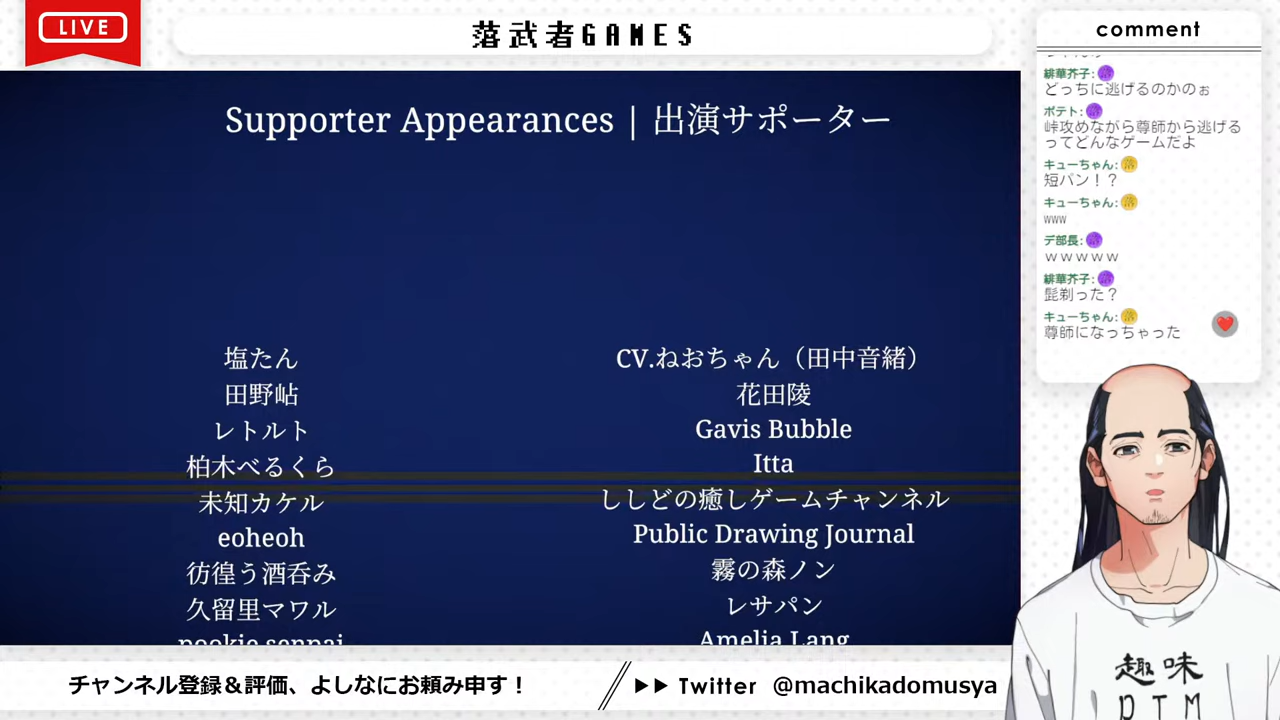 LIVE
落武者GAMES
comment
Supporter Appearances | 出演サポーター
塩たん
田野帖
レトルト
柏木べるくら
未知カケル
eoheoh
彷徨う酒呑み
久留里マワル
pookie senpai
CV.ねおちゃん（田中音緒）
花田陵
Gavis Bubble
Itta
ししどの癒しゲームチャンネル
Public Drawing Journal
霧の森ノン
レサパン
Amelia Lang
緋華芥子:
どっちに逃げるのかのぉ
ポテト:
峠攻めながら尊師から逃げる
ってどんなゲームだよ
キューちゃん:
短パン！？
キューちゃん:
www
デ部長:
ｗｗｗｗｗ
緋華芥子:
髭剃った？
キューちゃん:
尊師になっちゃった
趣味
DTM
チャンネル登録＆評価、よしなにお頼み申す！
Twitter @machikadomusya